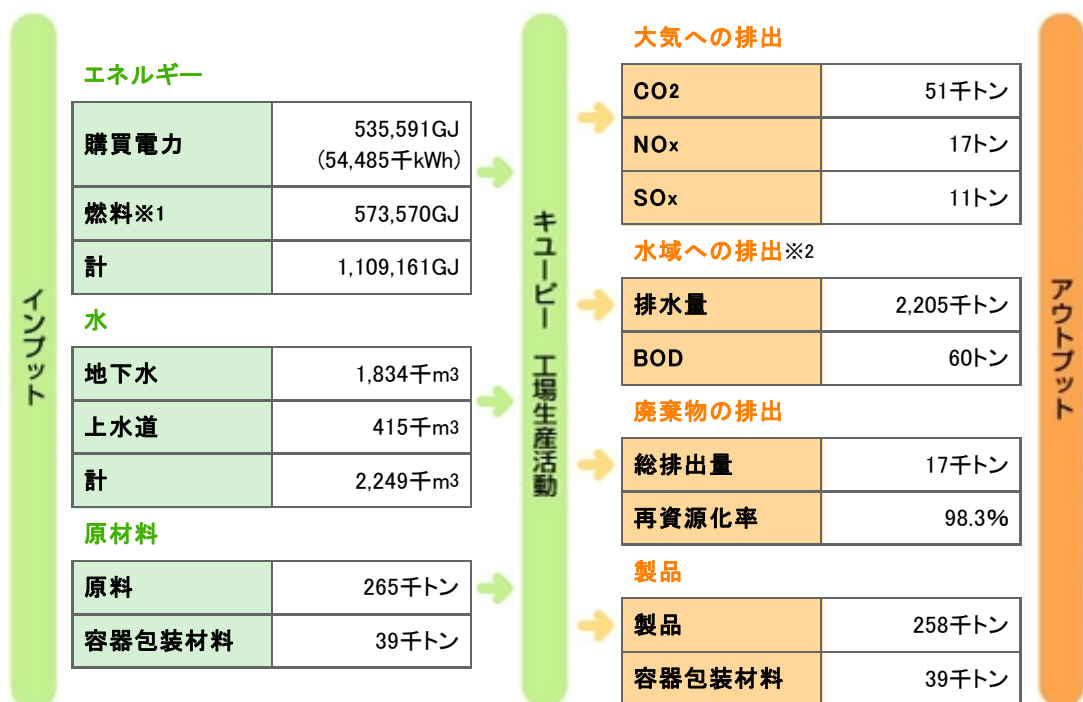 インプット
エネルギー
購買電力 535,591GJ
(54,485千kWh)
燃料※1 573,570GJ
計 1,109,161GJ
水
地下水 1,834千m3
上水道 415千m3
計 2,249千m3
原材料
原料 265千トン
容器包装材料 39千トン
キユーピー 工場生産活動
大気への排出
CO2 51千トン
NOx 17トン
SOx 11トン
水域への排出※2
排水量 2,205千トン
BOD 60トン
廃棄物の排出
総排出量 17千トン
再資源化率 98.3%
製品
製品 258千トン
容器包装材料 39千トン
アウトプット